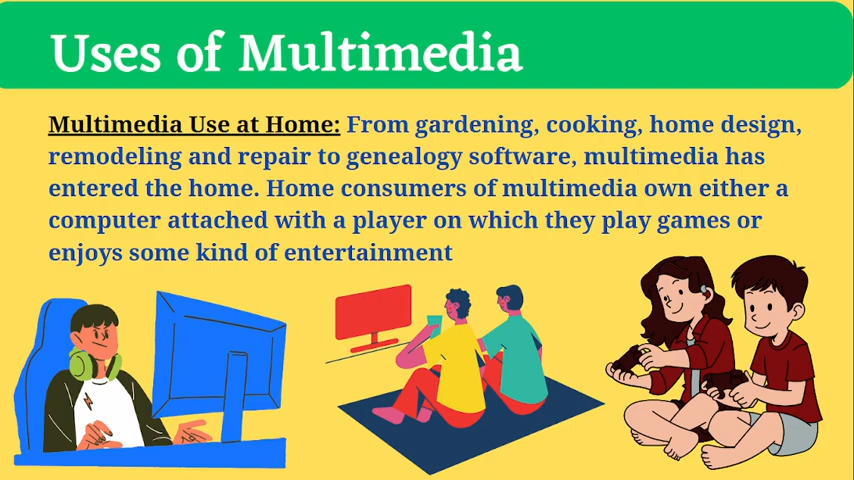 Uses of Multimedia
Multimedia Use at Home: From gardening, cooking, home design,
remodeling and repair to genealogy software, multimedia has
entered the home. Home consumers of multimedia own either a
computer attached with a player on which they play games or
enjoys some kind of entertainment